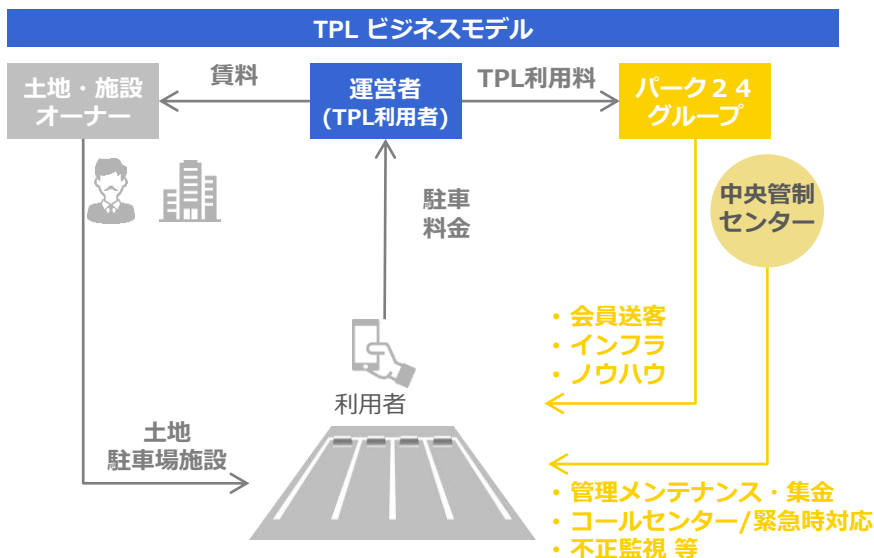 TPL ビジネスモデル
土地・施設
オーナー
賃料
運営者
(TPL利用者)
TPL利用料
パーク２４
グループ
中央管制
センター
駐車
料金
・会員送客
・インフラ
・ノウハウ
利用者
土地
駐車場施設
・管理メンテナンス・集金
・コールセンター/緊急時対応
・不正監視 等